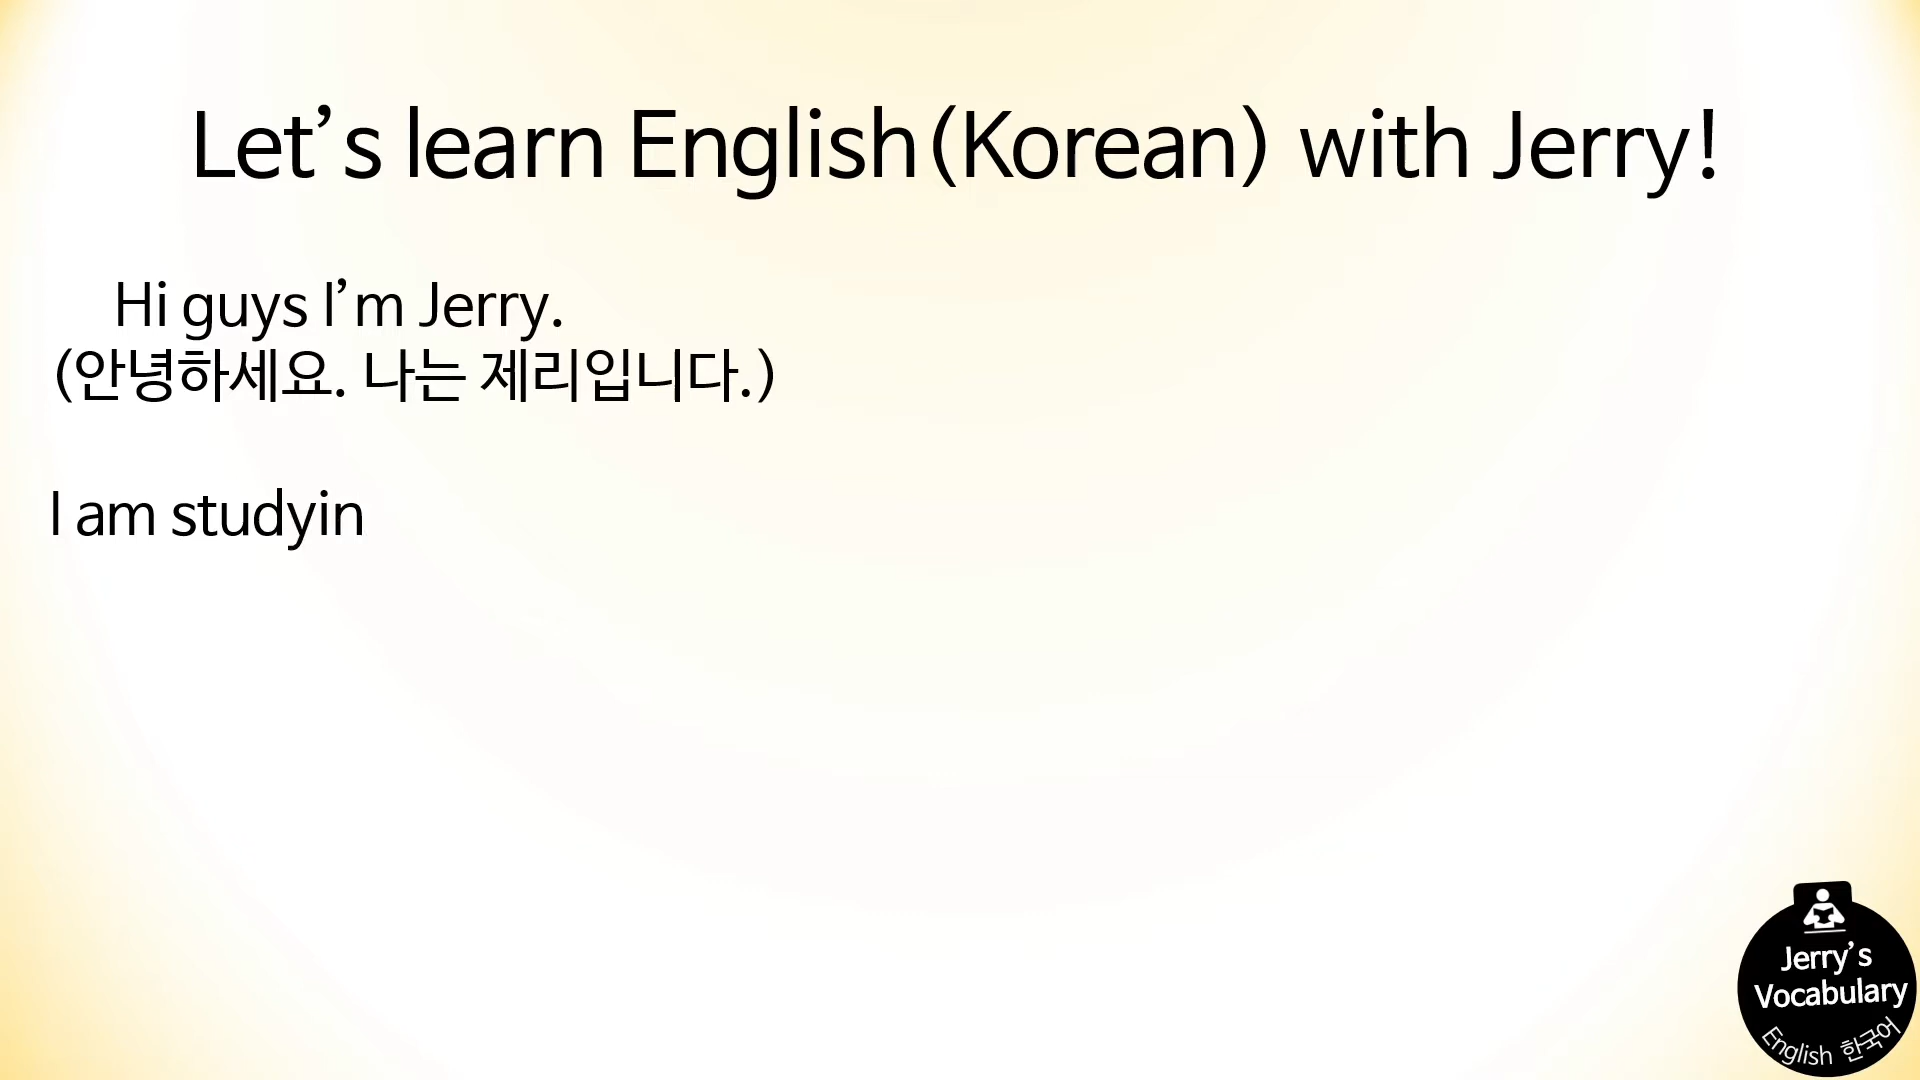 Let’s learn English(Korean) with Jerry!
Hi guys I’m Jerry.
(안녕하세요. 나는 제리입니다.)
I am studyin
Jerry’s
Vocabulary
English 한국어